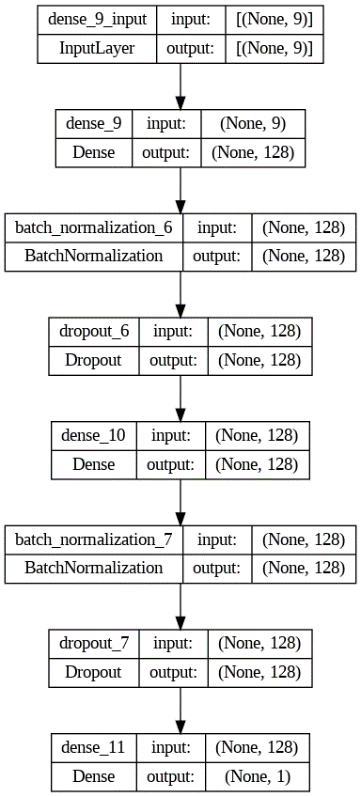 dense_9_input input: [(None, 9)]
InputLayer output: [(None, 9)]
dense_9 input: (None, 9)
Dense output: (None, 128)
batch_normalization_6 input: (None, 128)
BatchNormalization output: (None, 128)
dropout_6 input: (None, 128)
Dropout output: (None, 128)
dense_10 input: (None, 128)
Dense output: (None, 128)
batch_normalization_7 input: (None, 128)
BatchNormalization output: (None, 128)
dropout_7 input: (None, 128)
Dropout output: (None, 128)
dense_11 input: (None, 128)
Dense output: (None, 1)